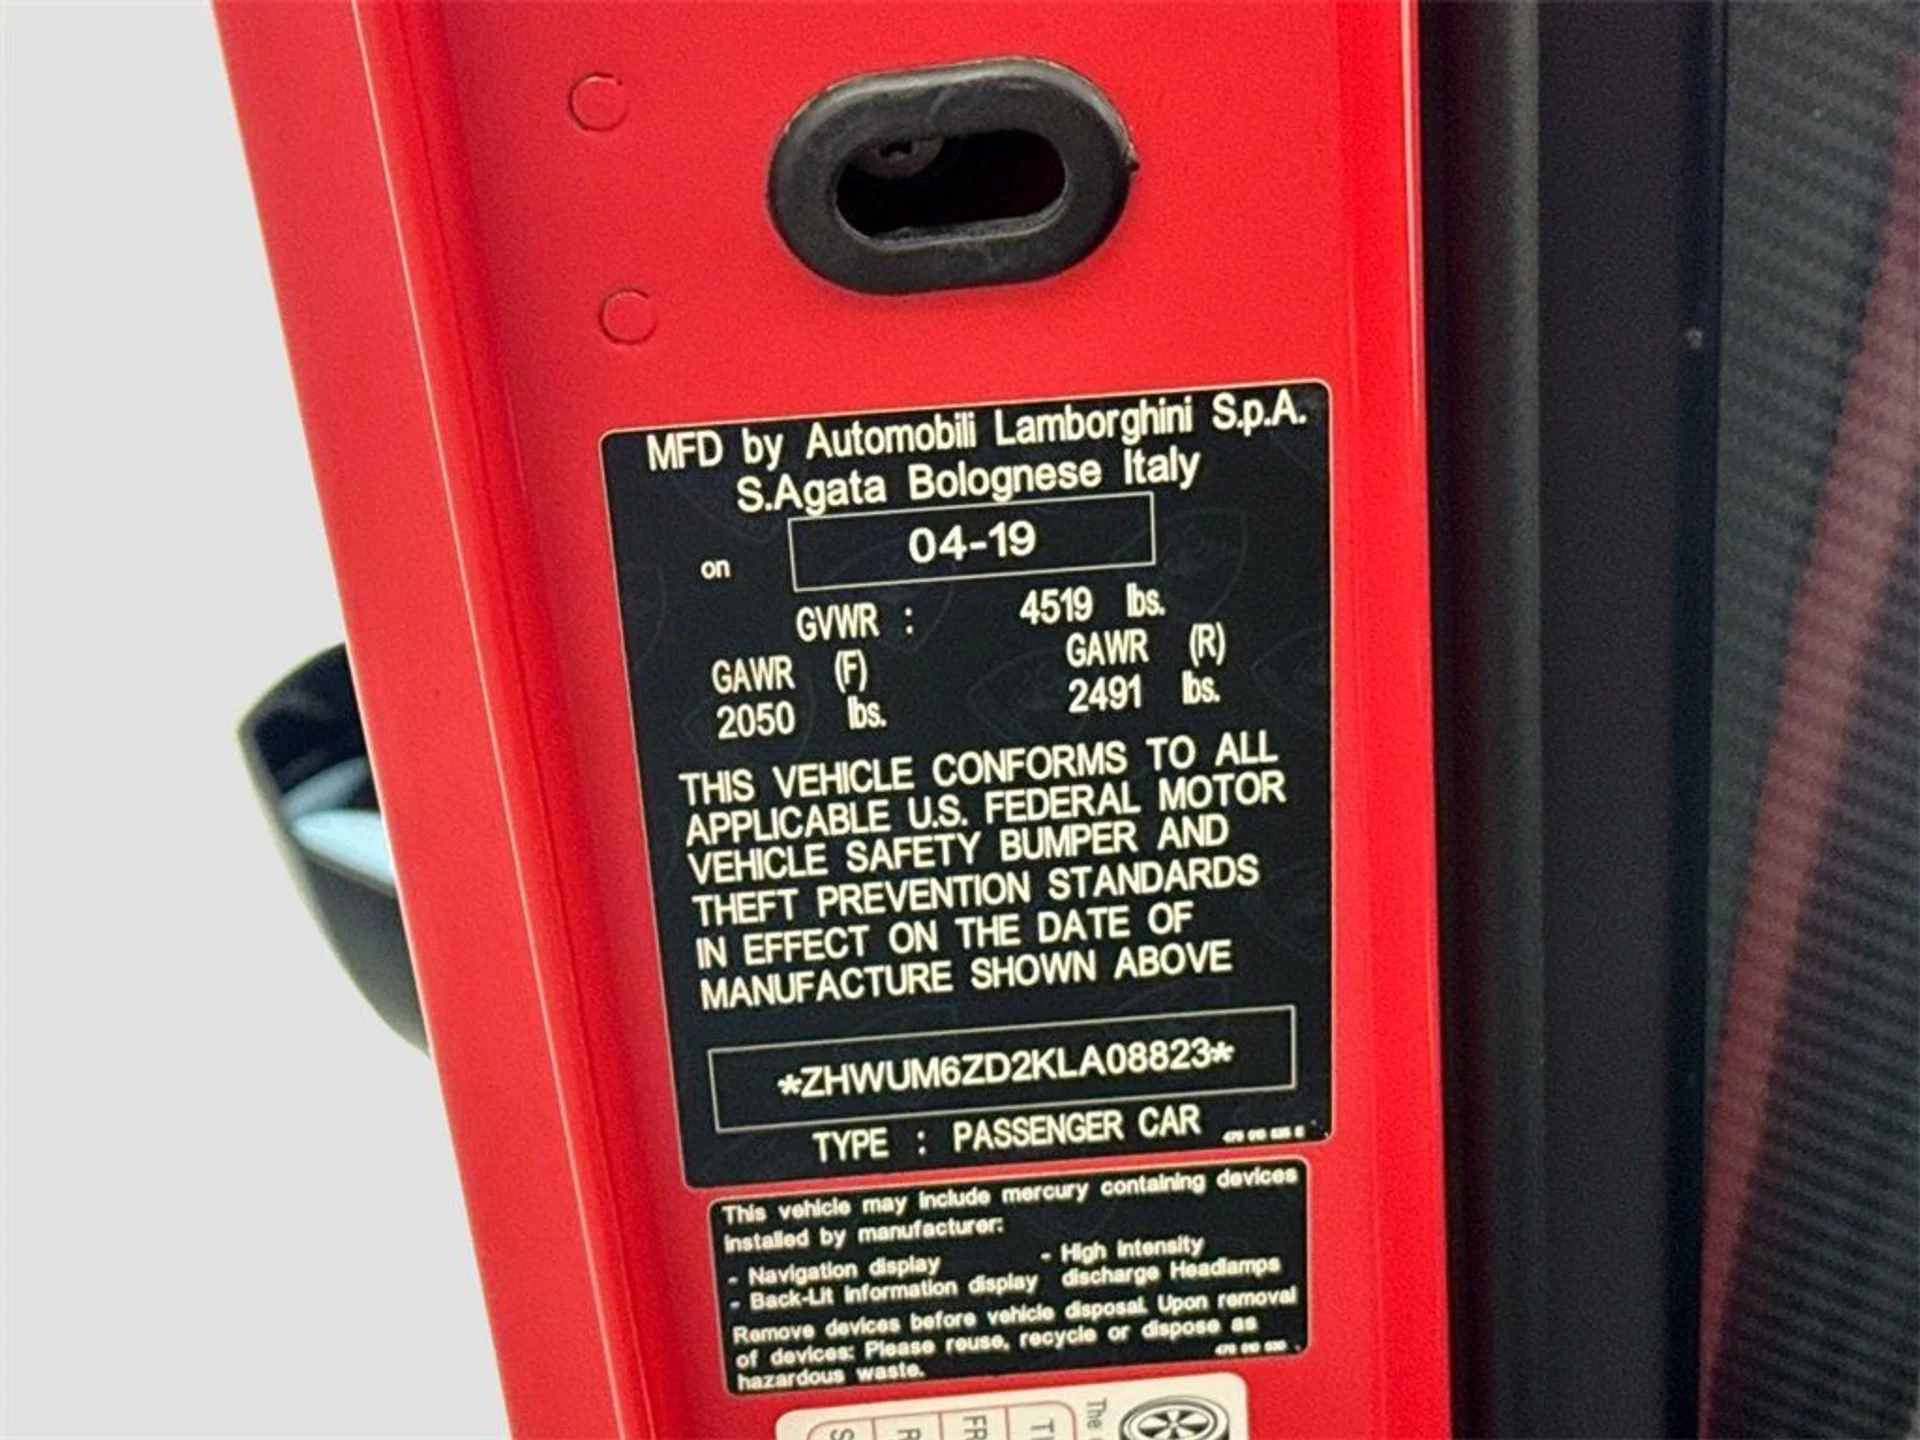 MFD by Automobili Lamborghini S.p.A.
S.Agata Bolognese Italy
on 04-19
GVWR : 4519 lbs.
GAWR (F) GAWR (R)
2050 lbs. 2491 lbs.
THIS VEHICLE CONFORMS TO ALL
APPLICABLE U.S. FEDERAL MOTOR
VEHICLE SAFETY BUMPER AND
THEFT PREVENTION STANDARDS
IN EFFECT ON THE DATE OF
MANUFACTURE SHOWN ABOVE
*ZHWUM6ZD2KLA08823*
TYPE : PASSENGER CAR
This vehicle may include mercury containing devices
installed by manufacturer:
- Navigation display - High intensity
- Back-Lit information display discharge Headlamps
Remove devices before vehicle disposal. Upon removal
of devices: Please reuse, recycle or dispose as
hazardous waste.
The